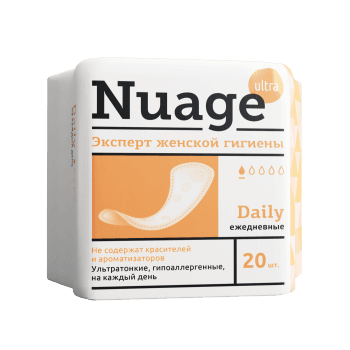 Nuage
ultra
Эксперт женской гигиены
Daily
ежедневные
Не содержат красителей
и ароматизаторов
Ультратонкие, гипоаллергенные,
на каждый день
20 шт.